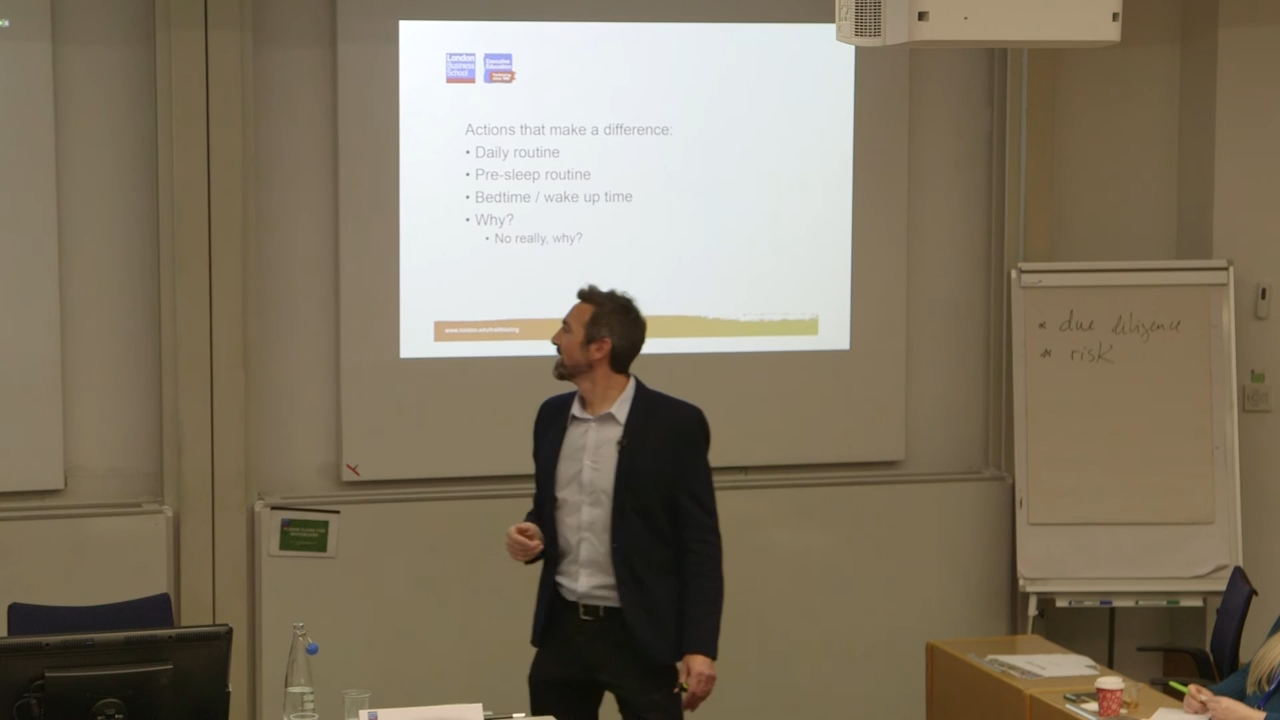 London
Business
School
Executive
Education
Actions that make a difference:
• Daily routine
• Pre-sleep routine
• Bedtime / wake up time
• Why?
• No really, why?
* due diligence
* risk